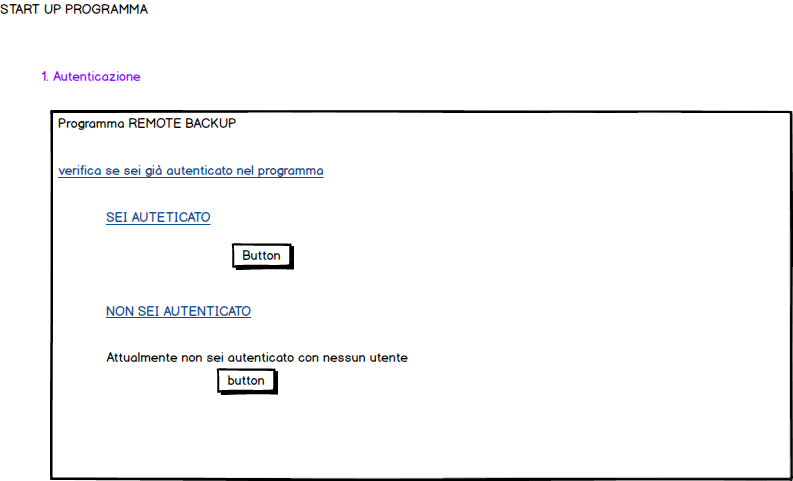 START UP PROGRAMMA
1. Autenticazione
Programma REMOTE BACKUP
verifica se sei già autenticato nel programma
SEI AUTETICATO
Button
NON SEI AUTENTICATO
Attualmente non sei autenticato con nessun utente
button